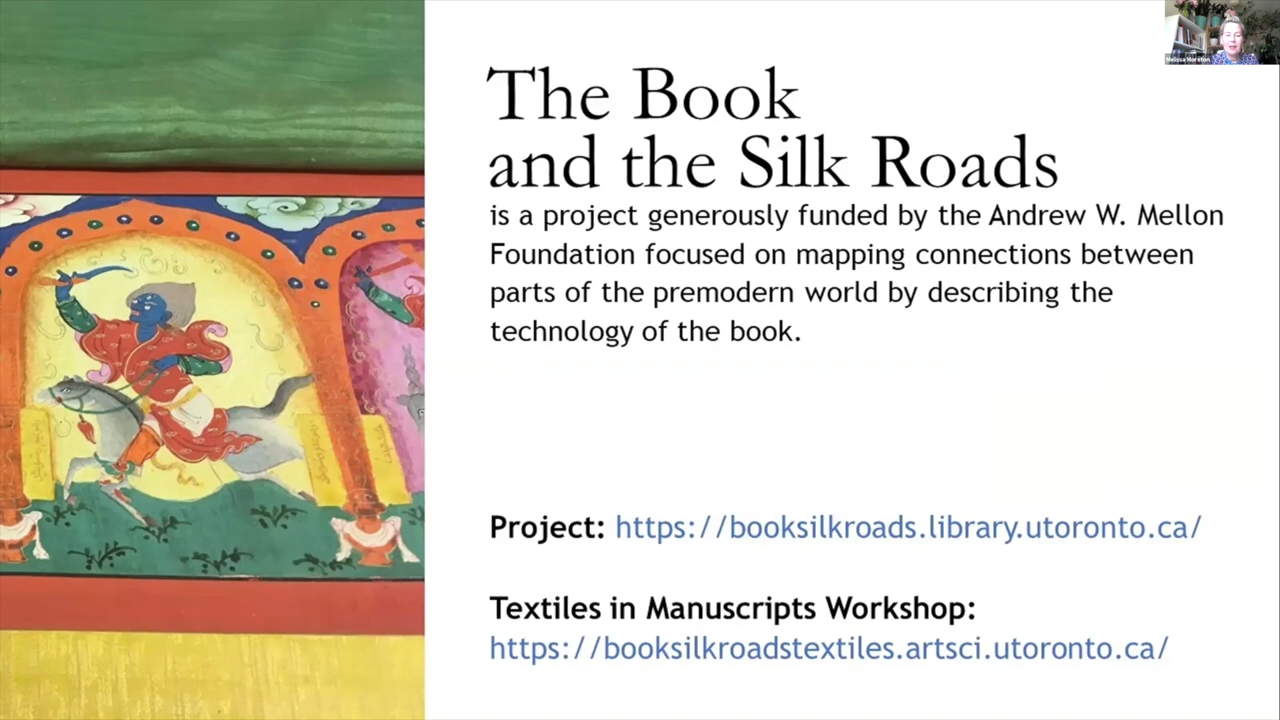 Melissa Moreton
The Book
and the Silk Roads
is a project generously funded by the Andrew W. Mellon
Foundation focused on mapping connections between
parts of the premodern world by describing the
technology of the book.
Project: https://booksilkroads.library.utoronto.ca/
Textiles in Manuscripts Workshop:
https://booksilkroadstextiles.artsci.utoronto.ca/